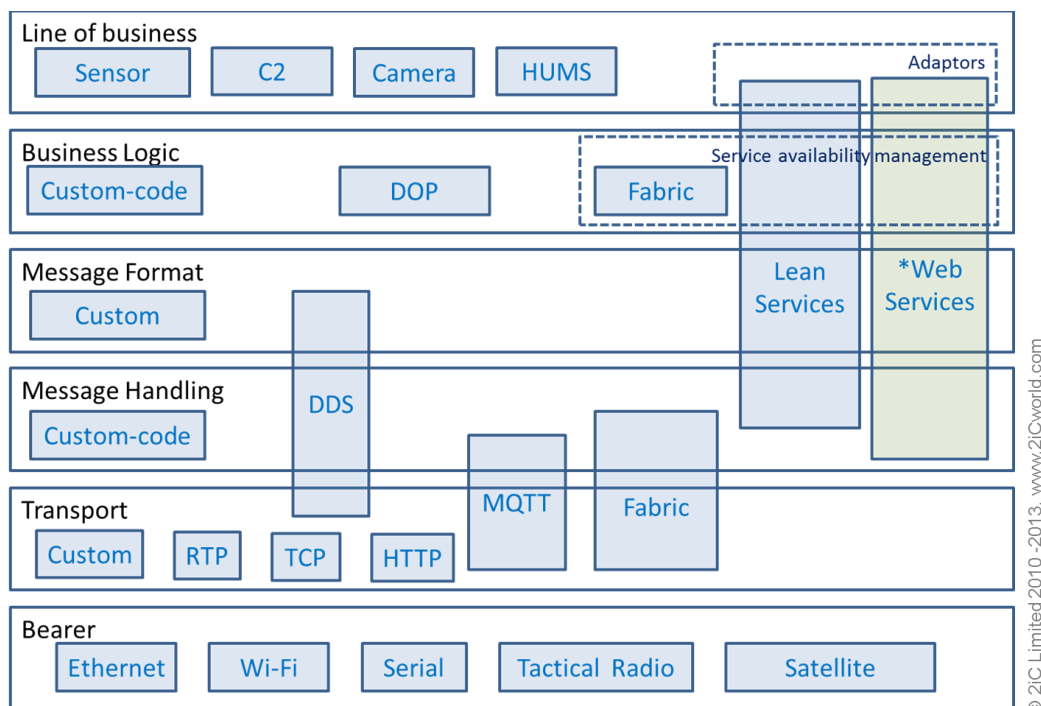 Line of business
Sensor
C2
Camera
HUMS
Adaptors
Business Logic
Service availability management
Custom-code
DOP
Fabric
Message Format
Custom
Lean
Services
*Web
Services
Message Handling
Custom-code
DDS
MQTT
Fabric
Transport
Custom
RTP
TCP
HTTP
Bearer
Ethernet
Wi-Fi
Serial
Tactical Radio
Satellite
© 2iC Limited 2010 -2013. www.2iCworld.com